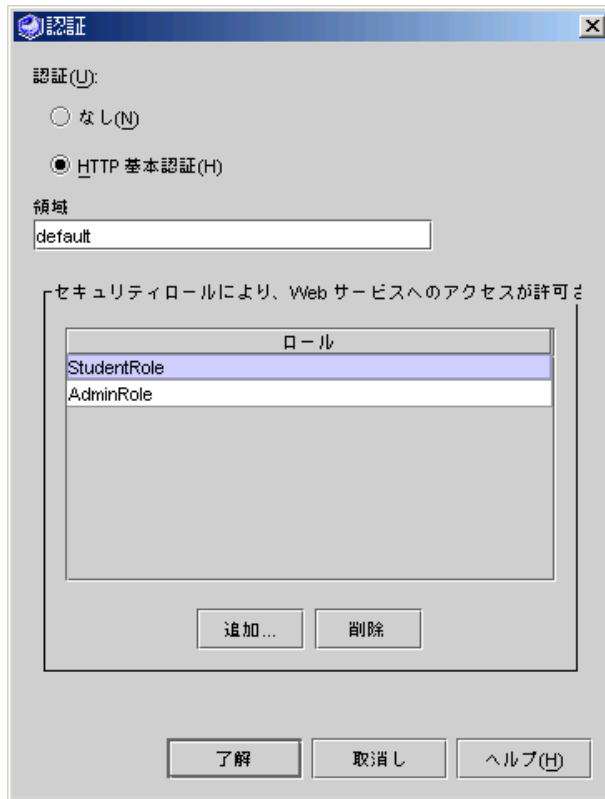 認証
認証(U):
なし(N)
HTTP 基本認証(H)
領域
default
セキュリティロールにより、Web サービスへのアクセスが許可さ
ロール
StudentRole
AdminRole
追加... 削除
了解 取消し ヘルプ(H)